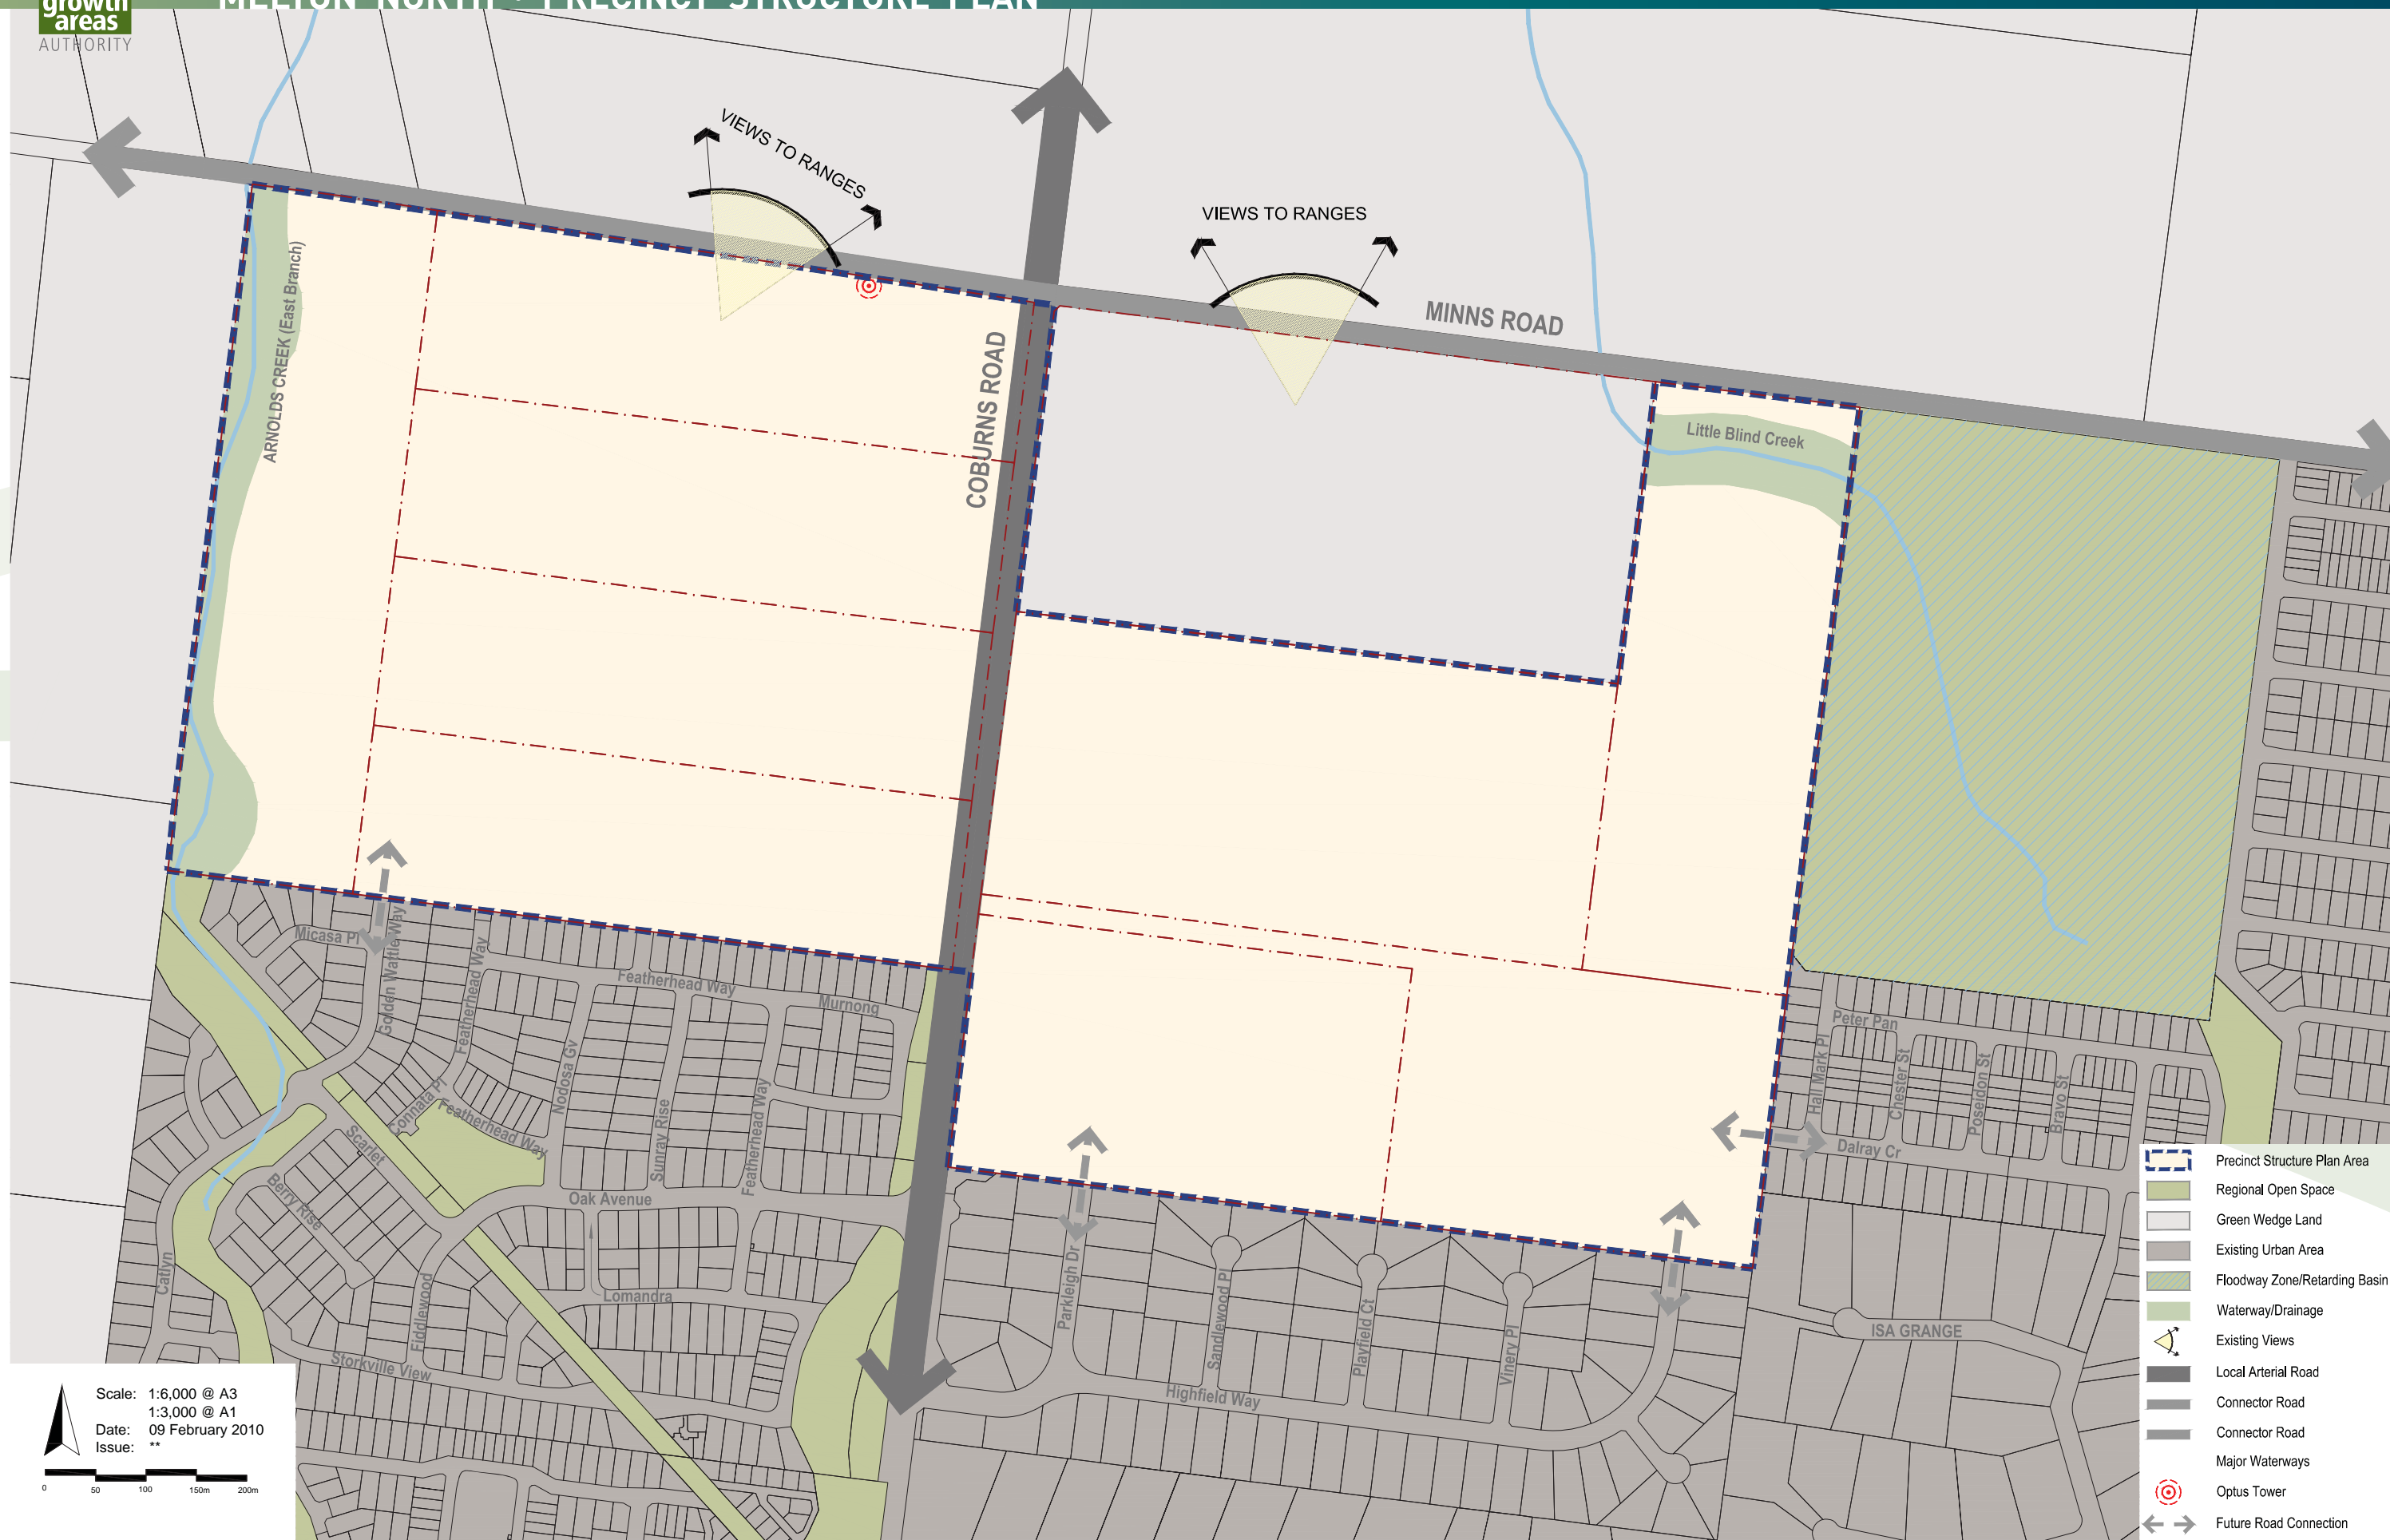 growth
areas
AUTHORITY
MELTON NORTH - PRECINCT STRUCTURE PLAN
VIEWS TO RANGES
VIEWS TO RANGES
MINNS ROAD
COBURNS ROAD
ARNOLDS CREEK (East Branch)
Little Blind Creek
Micasa Pl
Golden Wattle Way
Featherhead Way
Featherhead Way
Murnong
Nodosa Gv
Sunray Rise
Featherhead Way
Connata Pl
Featherhead Way
Scarlet
Berry Rise
Oak Avenue
Catlyn
Fiddlewood
Lomandra
Storkville View
Parkleigh Dr
Sandlewood Pl
Playfield Ct
Vinery Pl
Highfield Way
Peter Pan
Hall Mark Pl
Chester St
Poseidon St
Bravo St
Dalray Cr
ISA GRANGE
Scale: 1:6,000 @ A3
1:3,000 @ A1
Date: 09 February 2010
Issue: **
0 50 100 150m 200m
Precinct Structure Plan Area
Regional Open Space
Green Wedge Land
Existing Urban Area
Floodway Zone/Retarding Basin
Waterway/Drainage
Existing Views
Local Arterial Road
Connector Road
Connector Road
Major Waterways
Optus Tower
Future Road Connection